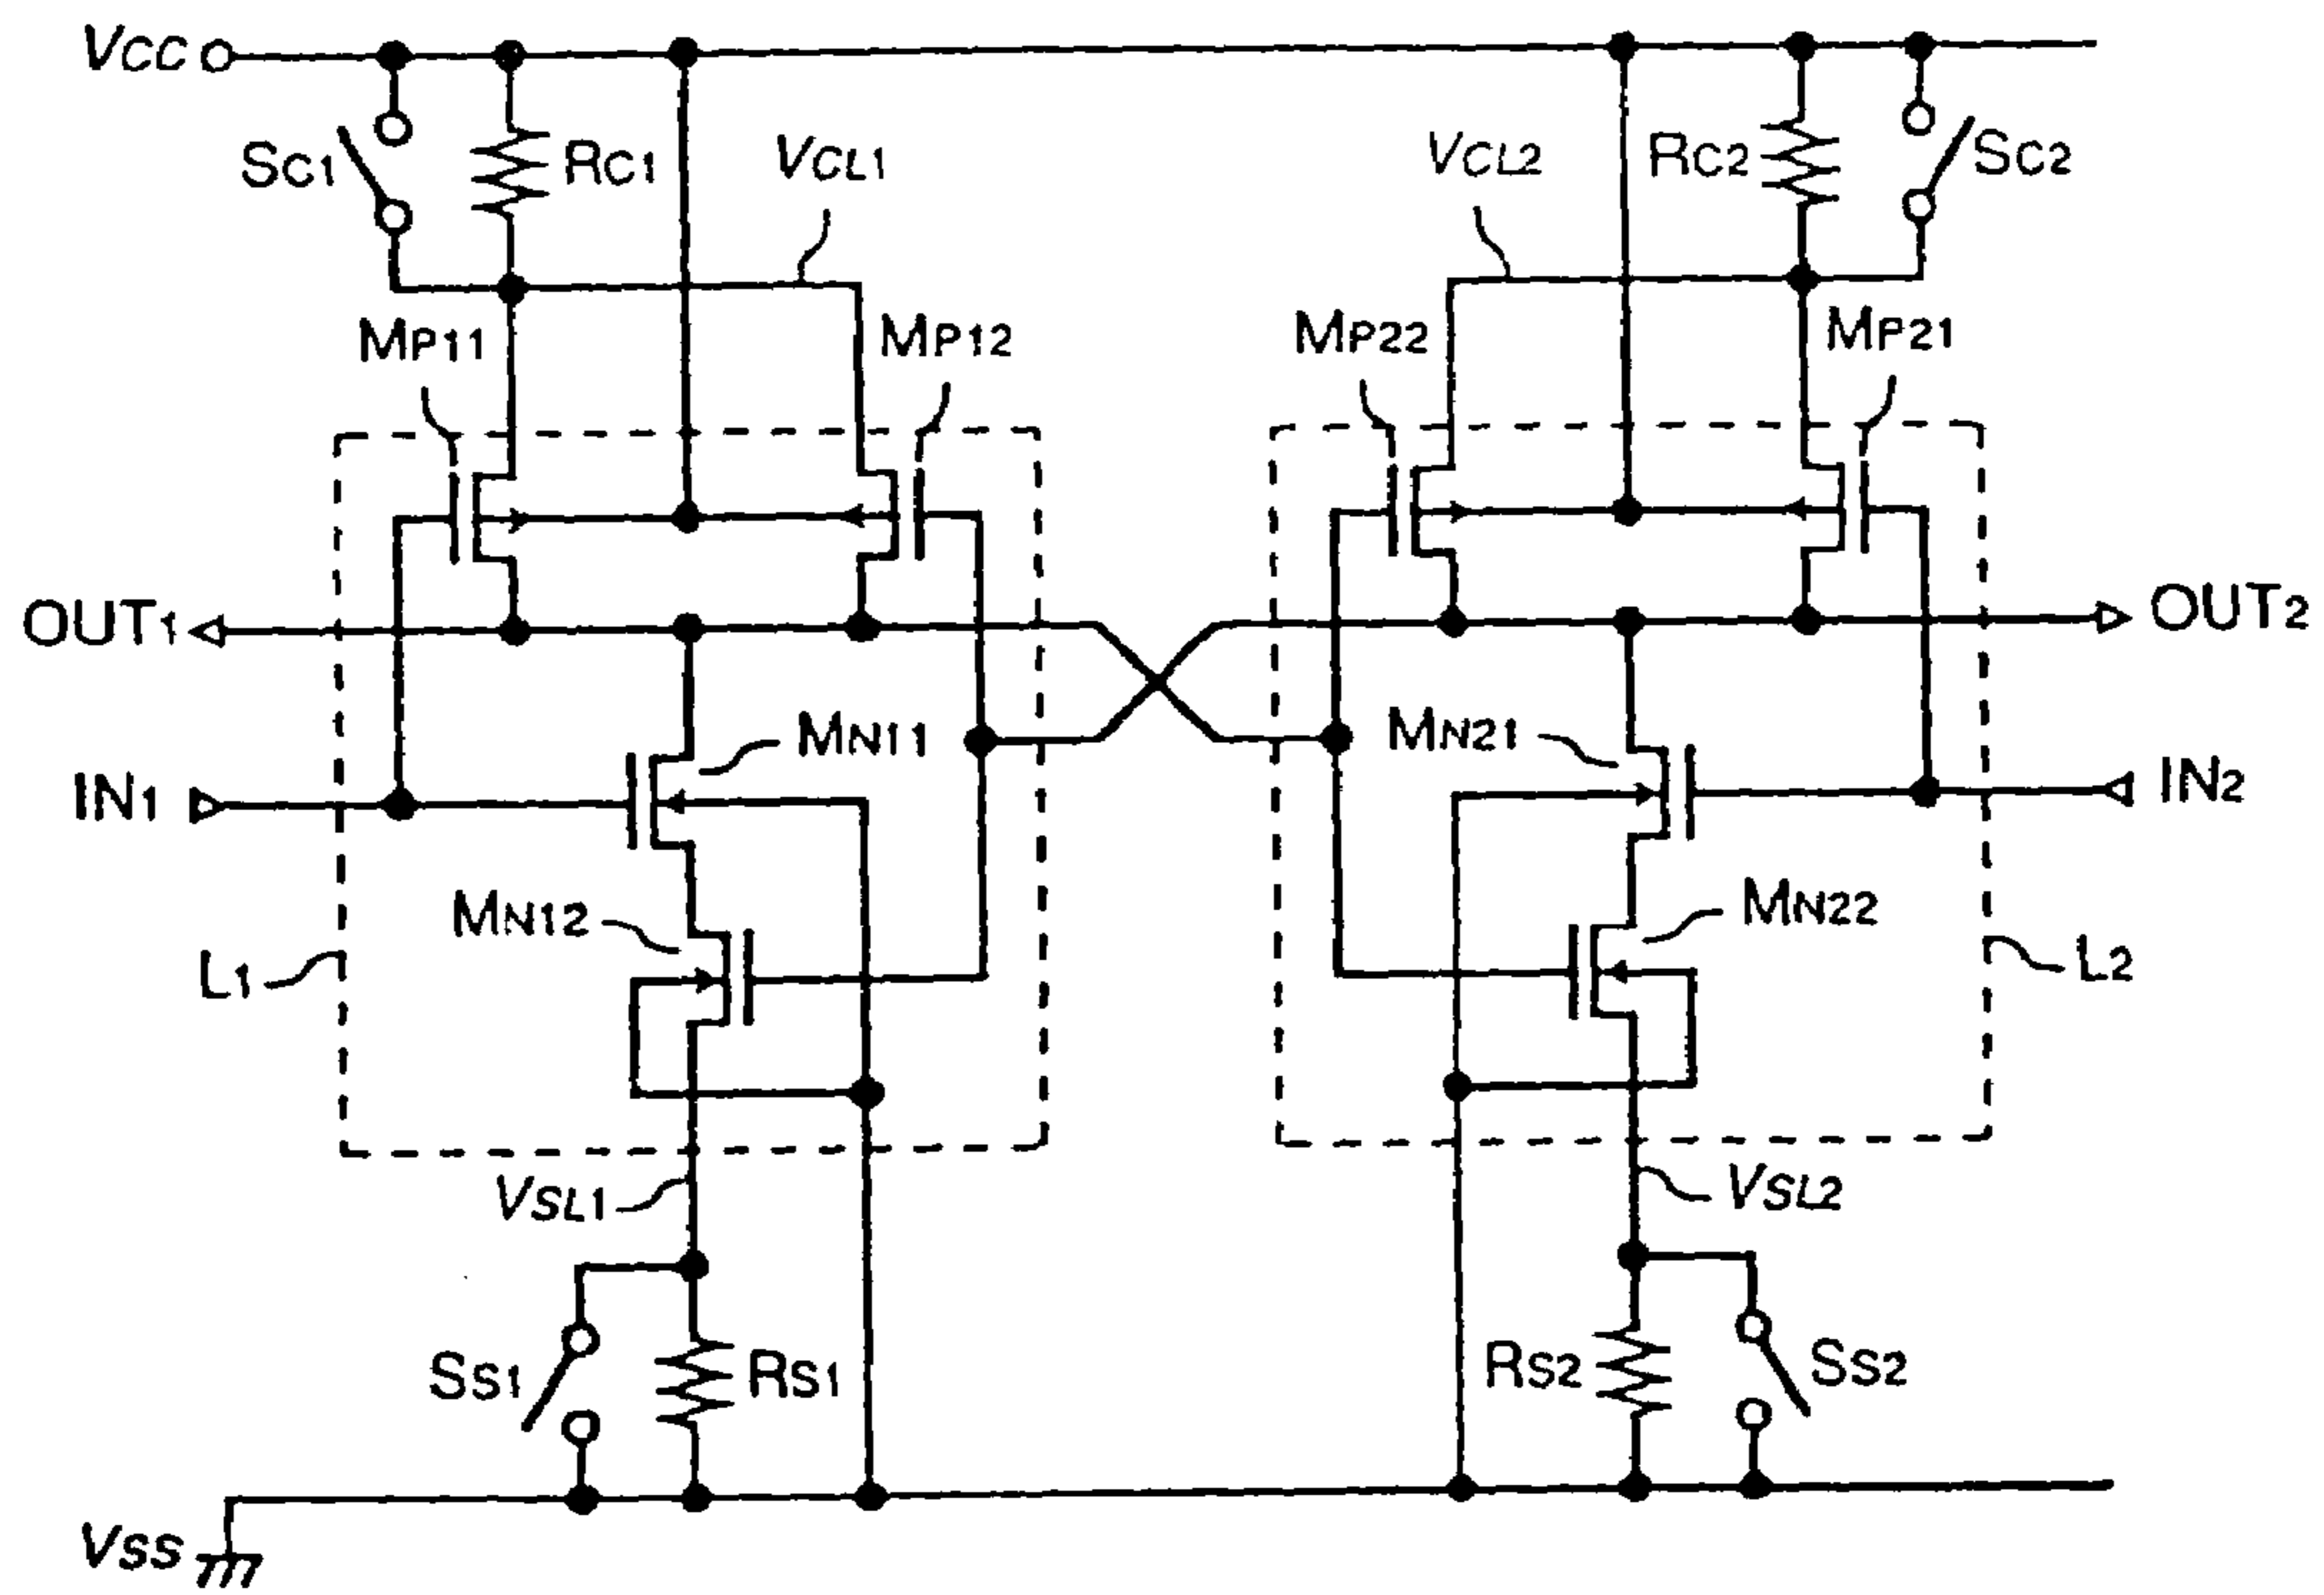 VCC
SC1
RC1
VCL1
VCL2
RC2
SC2
MP11
MP12
MP22
MP21
OUT1
OUT2
MN11
MN21
IN1
IN2
MN12
MN22
L1
L2
VSL1
VSL2
SS1
RS1
RS2
SS2
VSS